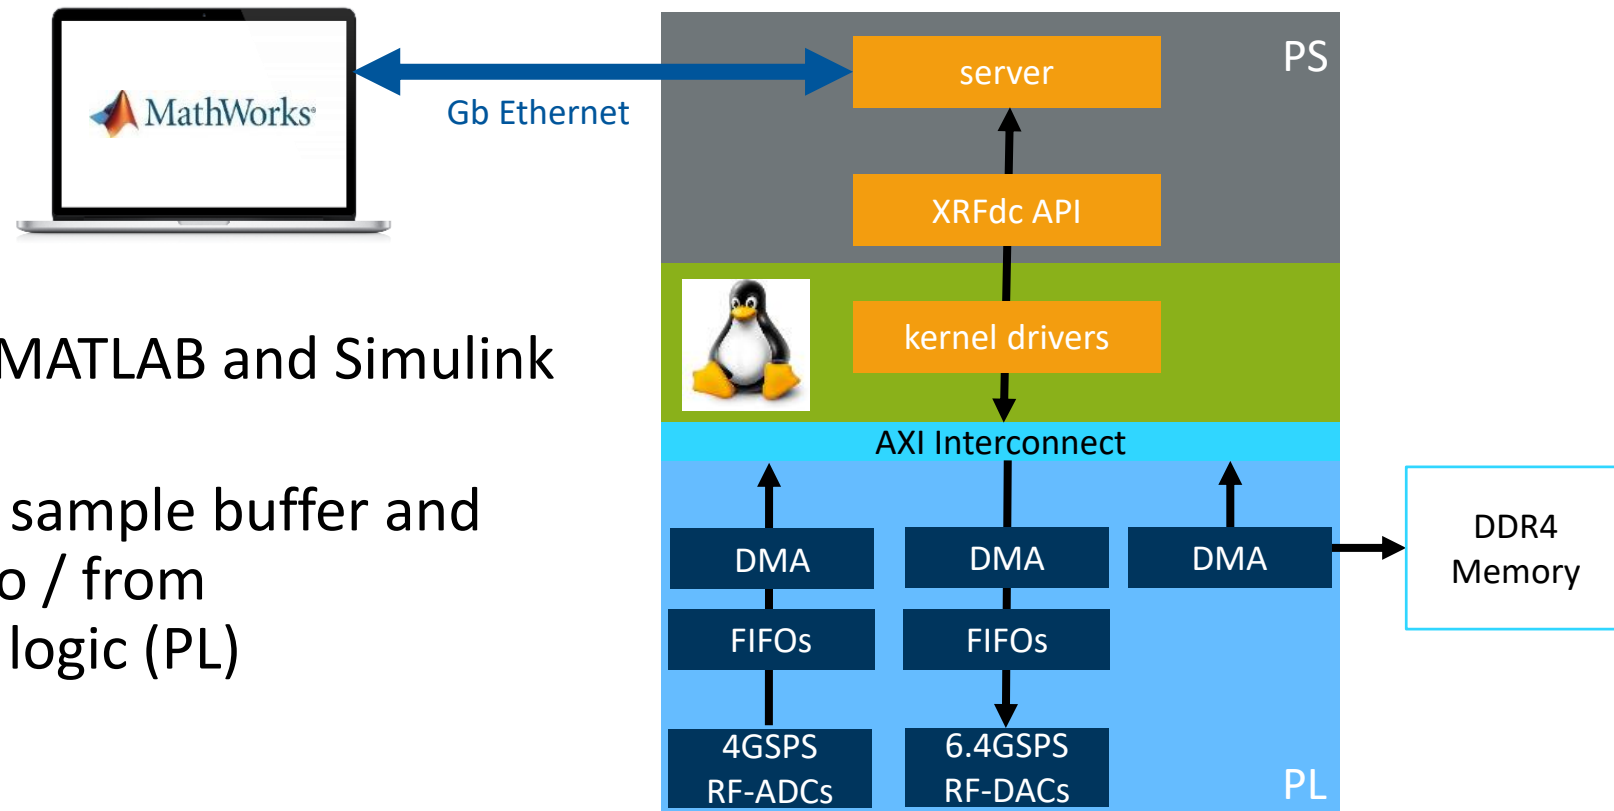 MathWorks®
Gb Ethernet
PS
server
XRFdc API
kernel drivers
AXI Interconnect
MATLAB and Simulink
sample buffer and
o / from
logic (PL)
DMA
DMA
DMA
DDR4
Memory
FIFOs
FIFOs
4GSPS
RF-ADCs
6.4GSPS
RF-DACs
PL